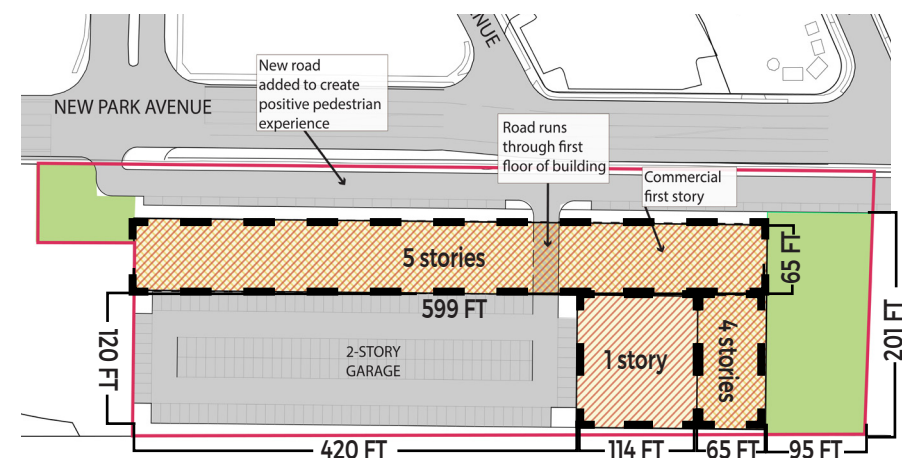 NUE
New road
added to create
positive pedestrian
experience
NEW PARK AVENUE
Road runs
through first
floor of building
Commercial
first story
5 stories
65 FT
599 FT
201 FT
120 FT
2-STORY
GARAGE
1 story
4 stories
420 FT
114 FT
65 FT
95 FT